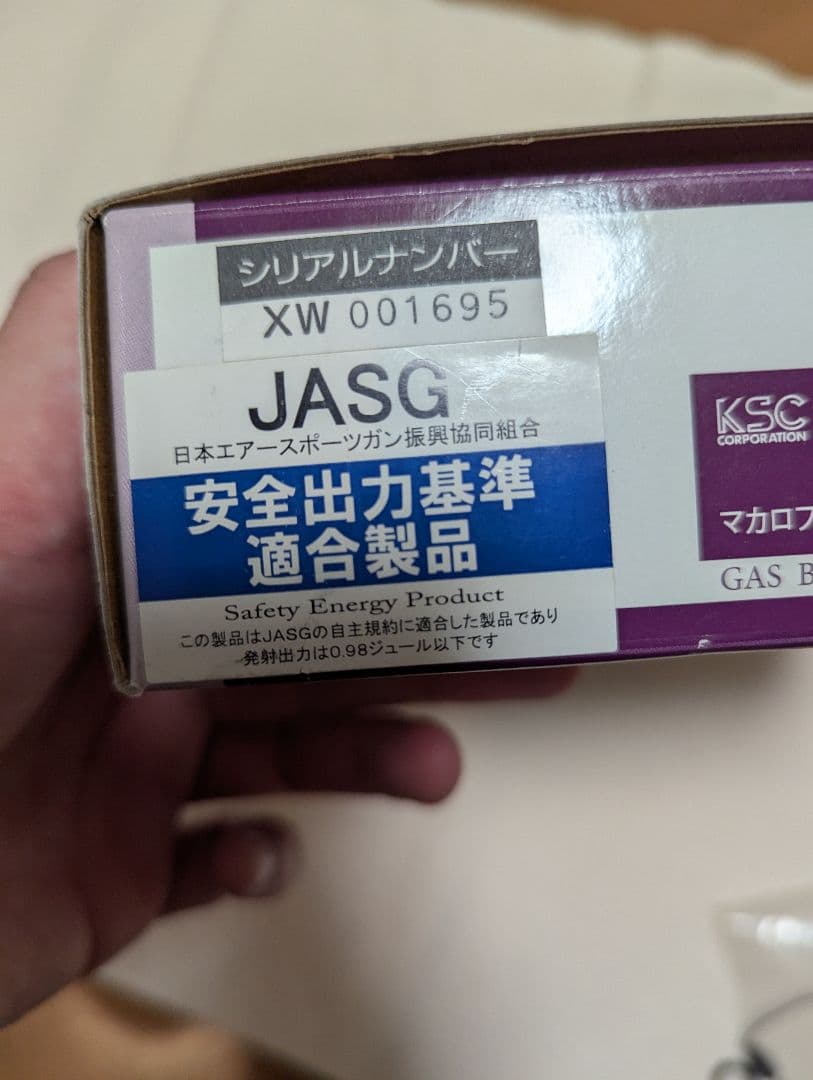 シリアルナンバー
XW 001695
JASG
日本エアースポーツガン振興協同組合
安全出力基準
適合製品
Safety Energy Product
この製品はJASGの自主規約に適合した製品であり
発射出力は0.98ジュール以下です
KSC
CORPORATION
マカロフ
GAS B